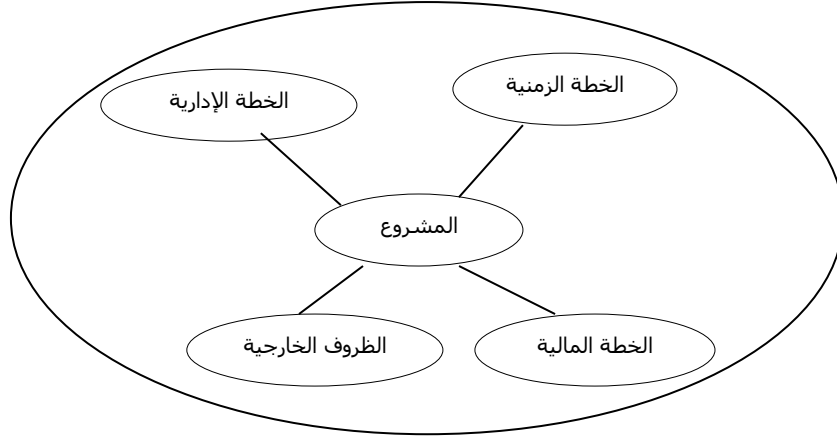 الخطة الزمنية
الخطة الإدارية
المشروع
الخطة المالية
الظروف الخارجية